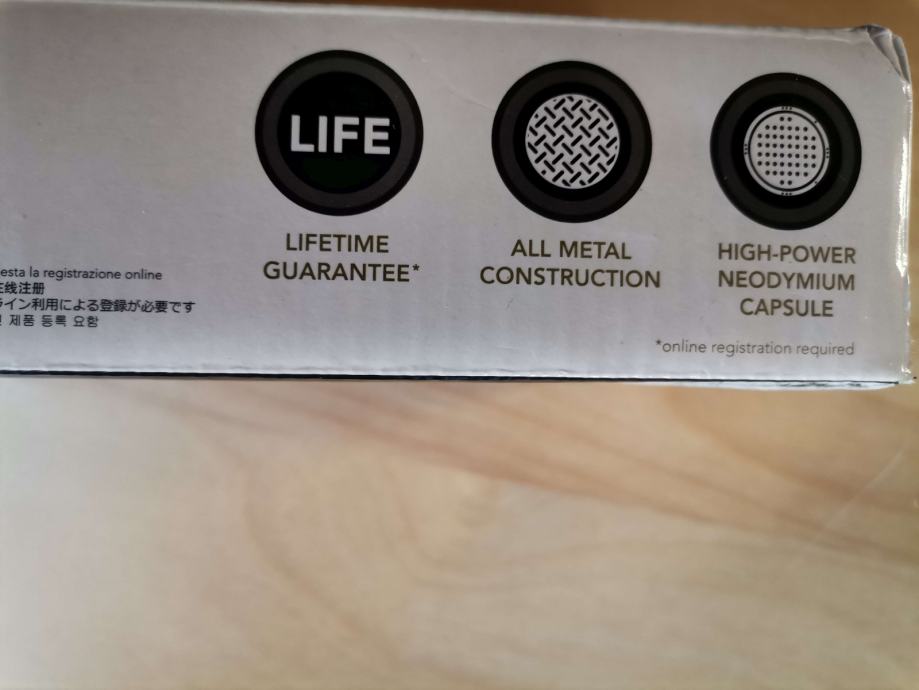 LIFE
LIFETIME
GUARANTEE*
ALL METAL
CONSTRUCTION
HIGH-POWER
NEODYMIUM
CAPSULE
*online registration required
esta la registrazione online
线注册
イン利用による登録が必要です
제품 등록 요함